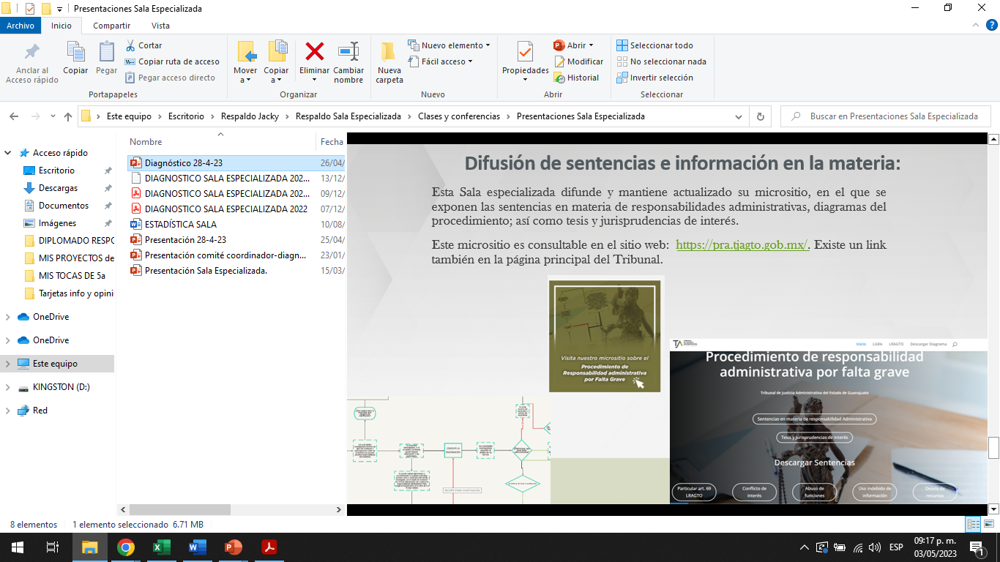 Presentaciones Sala Especializada
Archivo
Inicio
Compartir
Vista
Anclar al
Acceso rápido
Copiar
Pegar
Cortar
Copiar ruta de acceso
Pegar acceso directo
Portapapeles
Mover
a
Copiar
a
Eliminar
Cambiar
nombre
Organizar
Nueva
carpeta
Nuevo elemento
Fácil acceso
Nuevo
Propiedades
Abrir
Modificar
Historial
Abrir
Seleccionar todo
No seleccionar nada
Invertir selección
Seleccionar
Este equipo > Escritorio > Respaldo Jacky > Respaldo Sala Especializada > Clases y conferencias > Presentaciones Sala Especializada
Buscar en Presentaciones Sala Especializada
Acceso rápido
Escritorio
Descargas
Documentos
Imágenes
DIPLOMADO RESPO
MIS PROYECTOS de
MIS TOCAS DE 5a
Tarjetas info y opini
OneDrive
OneDrive
Este equipo
KINGSTON (D:)
Red
Nombre
Fecha
Diagnóstico 28-4-23 26/04/
DIAGNOSTICO SALA ESPECIALIZADA 202... 13/12/
DIAGNOSTICO SALA ESPECIALIZADA 202... 09/12/
DIAGNOSTICO SALA ESPECIALIZADA 2022 07/12/
ESTADÍSTICA SALA 10/08/
Presentación 28-4-23 25/04/
Presentación comité coordinador-diagn... 23/01/
Presentación Sala Especializada. 15/03/
Difusión de sentencias e información en la materia:
Esta Sala especializada difunde y mantiene actualizado su micrositio, en el que se
exponen las sentencias en materia de responsabilidades administrativas, diagramas del
procedimiento; así como tesis y jurisprudencias de interés.
Este micrositio es consultable en el sitio web: https://pra.tjagto.gob.mx/. Existe un link
también en la página principal del Tribunal.
Visita nuestro micrositio sobre el
Procedimiento de
Responsabilidad administrativa
por Falta Grave
Inicio LGRA LRAGTO Descargar Diagrama
Procedimiento de responsabilidad
administrativa por falta grave
Tribunal de Justicia Administrativa del Estado de Guanajuato
Sentencias en materia de responsabilidad Administrativa
Tesis y Jurisprudencias de interés
Descargar Sentencias
Particular art. 69
LRAGTO
Conflicto de
interés
Abuso de
funciones
Uso indebido de
información
Desvío de
recursos
8 elementos
1 elemento seleccionado 6.71 MB
ESP
09:17 p. m.
03/05/2023
1